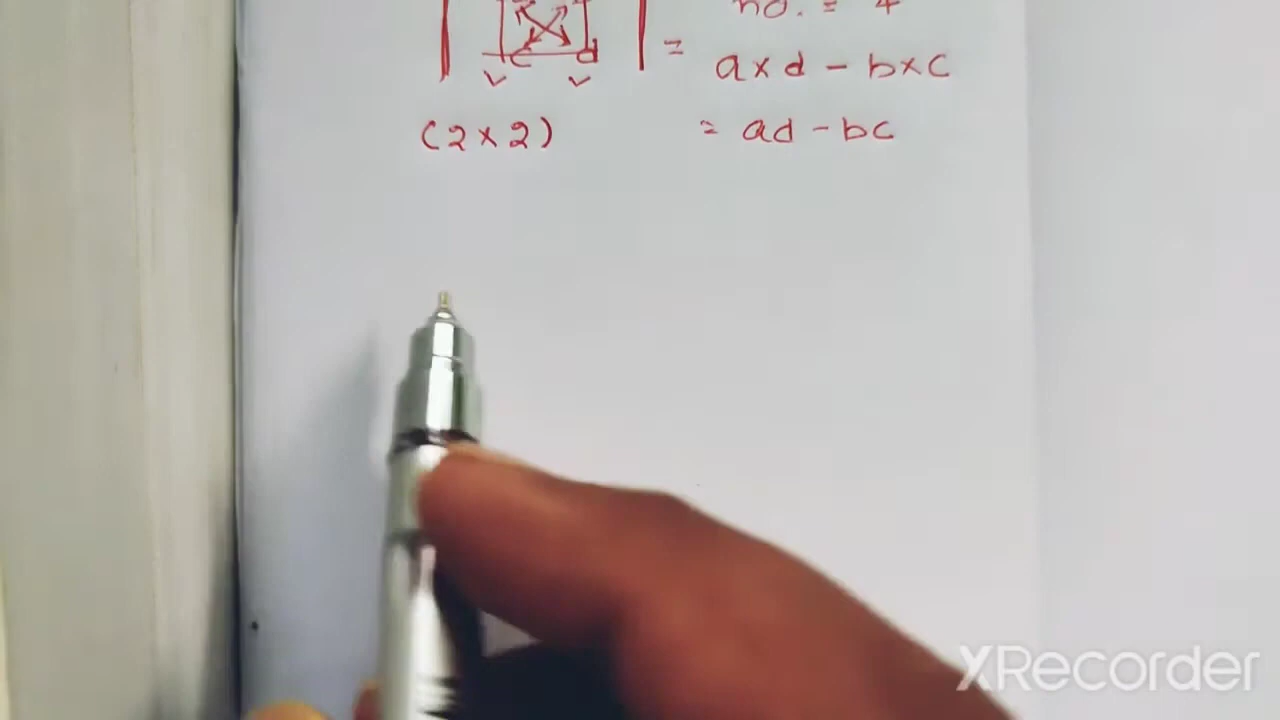 no. = 4
| c d | =
a×d - b×c
(2×2) = ad - bc
XRecorder